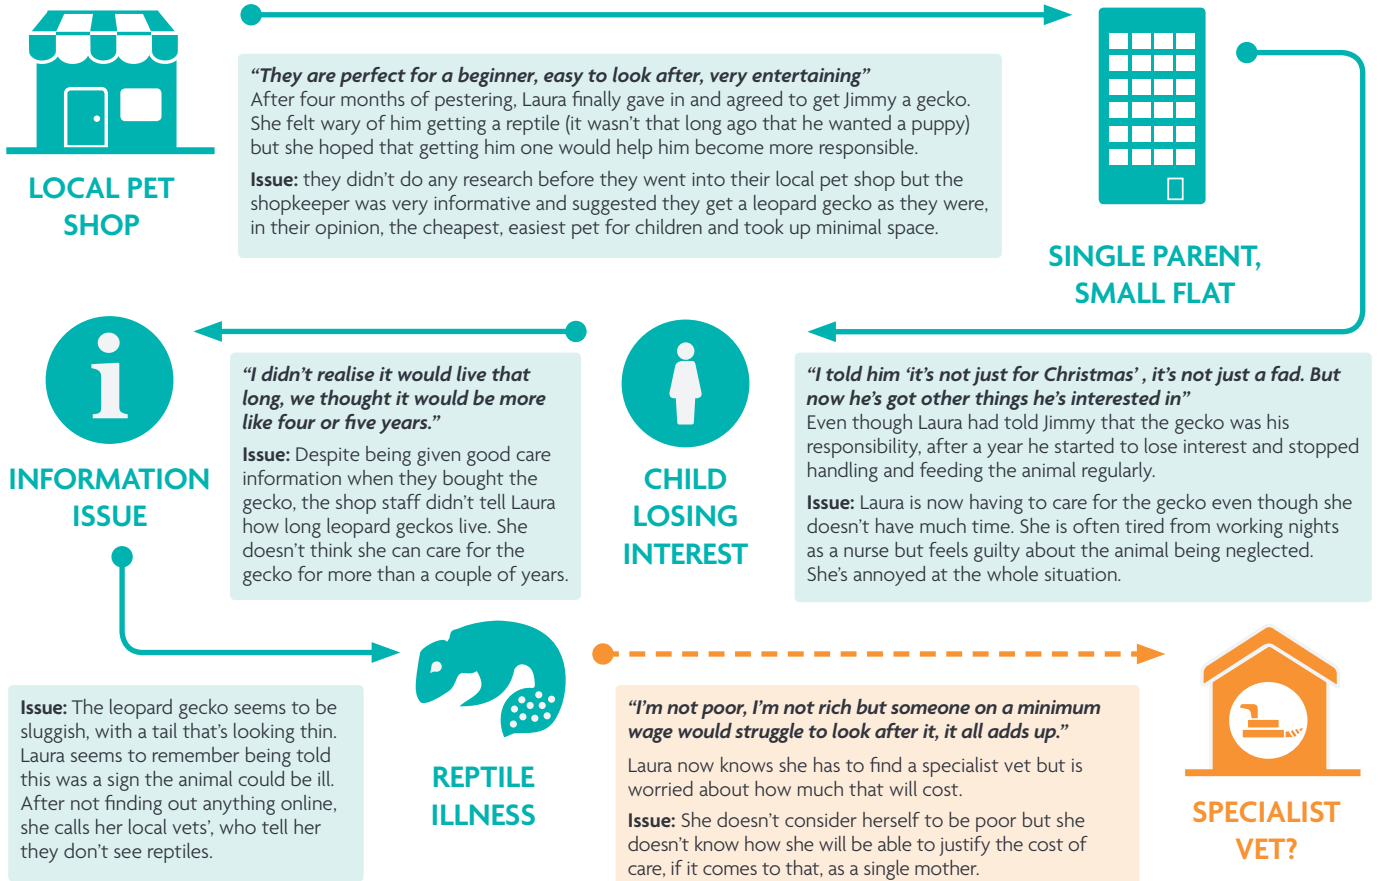 LOCAL PET
SHOP
“They are perfect for a beginner, easy to look after, very entertaining”
After four months of pestering, Laura finally gave in and agreed to get Jimmy a gecko.
She felt wary of him getting a reptile (it wasn’t that long ago that he wanted a puppy)
but she hoped that getting him one would help him become more responsible.
Issue: they didn’t do any research before they went into their local pet shop but the
shopkeeper was very informative and suggested they get a leopard gecko as they were,
in their opinion, the cheapest, easiest pet for children and took up minimal space.
SINGLE PARENT,
SMALL FLAT
“I told him ‘it’s not just for Christmas’ , it’s not just a fad. But
now he’s got other things he’s interested in”
Even though Laura had told Jimmy that the gecko was his
responsibility, after a year he started to lose interest and stopped
handling and feeding the animal regularly.
Issue: Laura is now having to care for the gecko even though she
doesn’t have much time. She is often tired from working nights
as a nurse but feels guilty about the animal being neglected.
She’s annoyed at the whole situation.
CHILD
LOSING
INTEREST
“I didn’t realise it would live that
long, we thought it would be more
like four or five years.”
Issue: Despite being given good care
information when they bought the
gecko, the shop staff didn’t tell Laura
how long leopard geckos live. She
doesn’t think she can care for the
gecko for more than a couple of years.
i
INFORMATION
ISSUE
Issue: The leopard gecko seems to be
sluggish, with a tail that’s looking thin.
Laura seems to remember being told
this was a sign the animal could be ill.
After not finding out anything online,
she calls her local vets’, who tell her
they don’t see reptiles.
REPTILE
ILLNESS
“I’m not poor, I’m not rich but someone on a minimum
wage would struggle to look after it, it all adds up.”
Laura now knows she has to find a specialist vet but is
worried about how much that will cost.
Issue: She doesn’t consider herself to be poor but she
doesn’t know how she will be able to justify the cost of
care, if it comes to that, as a single mother.
SPECIALIST
VET?